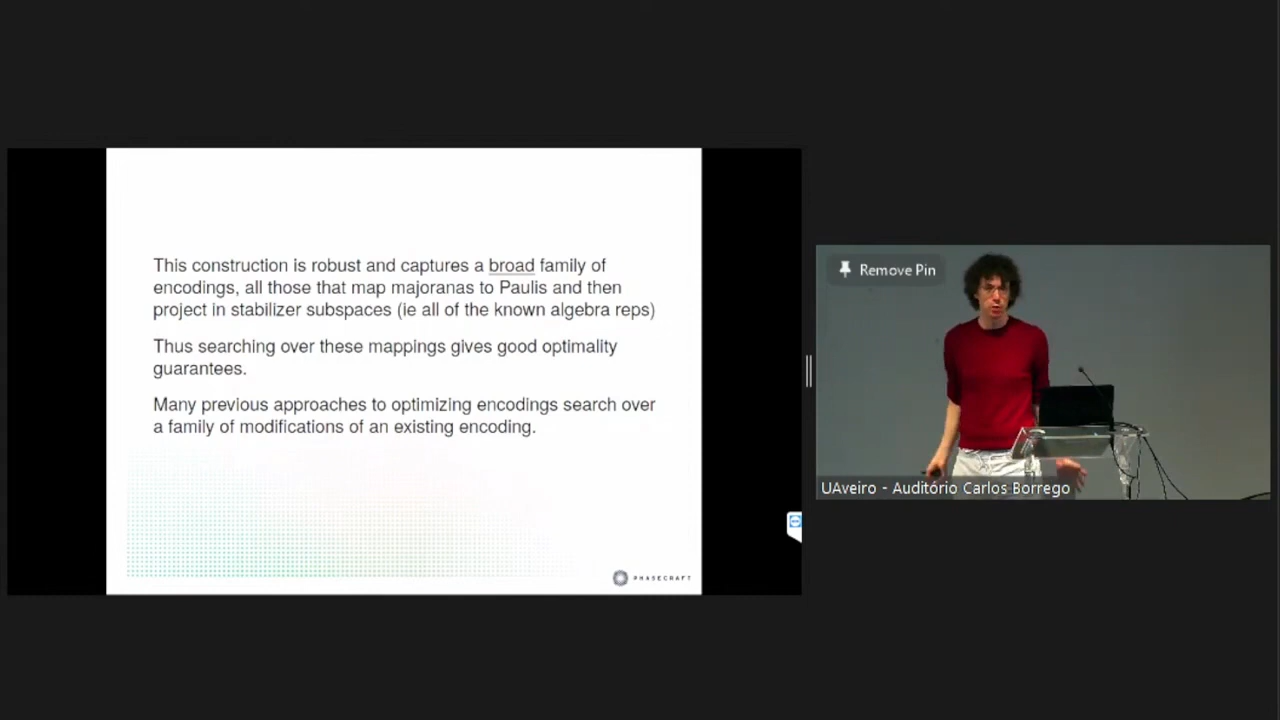 This construction is robust and captures a broad family of
encodings, all those that map majoranas to Paulis and then
project in stabilizer subspaces (ie all of the known algebra reps)
Thus searching over these mappings gives good optimality
guarantees.
Many previous approaches to optimizing encodings search over
a family of modifications of an existing encoding.
PHASECRAFT
Remove Pin
UAveiro - Auditório Carlos Borrego